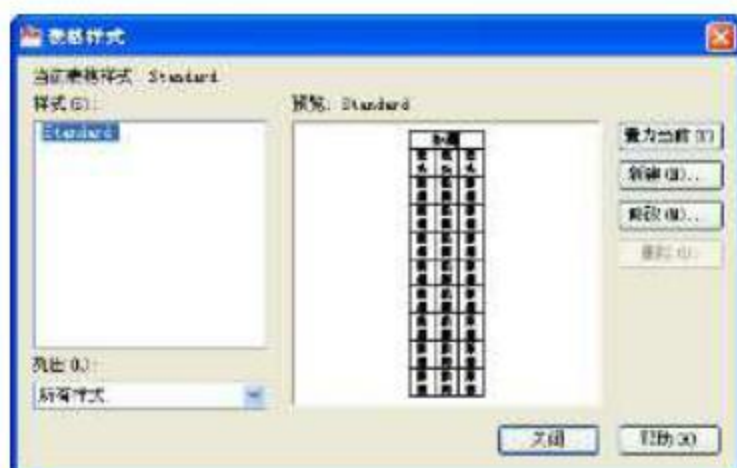 表格样式
当前表格样式: Standard
样式(S):
Standard
预览: Standard
标题
置为当前(U)
新建(N)...
修改(M)...
删除(D)
列出(L):
所有样式
关闭
帮助(H)